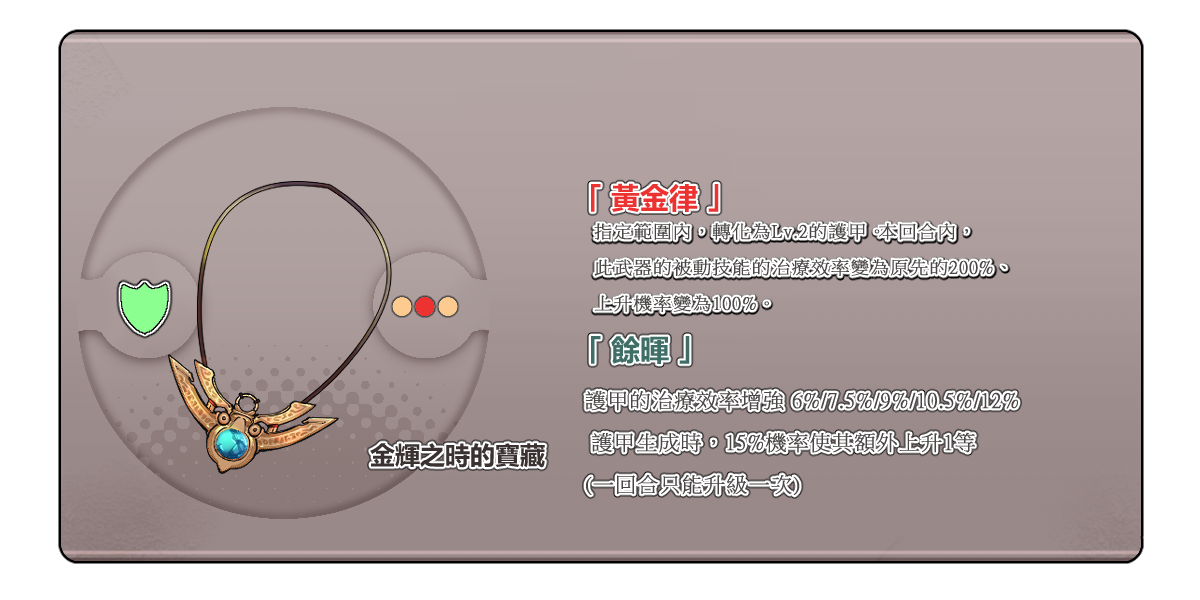 「 黃金律 」
指定範圍內,轉化為Lv.2的護甲。本回合內,
此武器的被動技能的治療效率變為原先的200%、
上升機率變為100%。
「 餘暉 」
護甲的治療效率增強 6%/7.5%/9%/10.5%/12%
護甲生成時,15%機率使其額外上升1等
(一回合只能升級一次)
金輝之時的寶藏